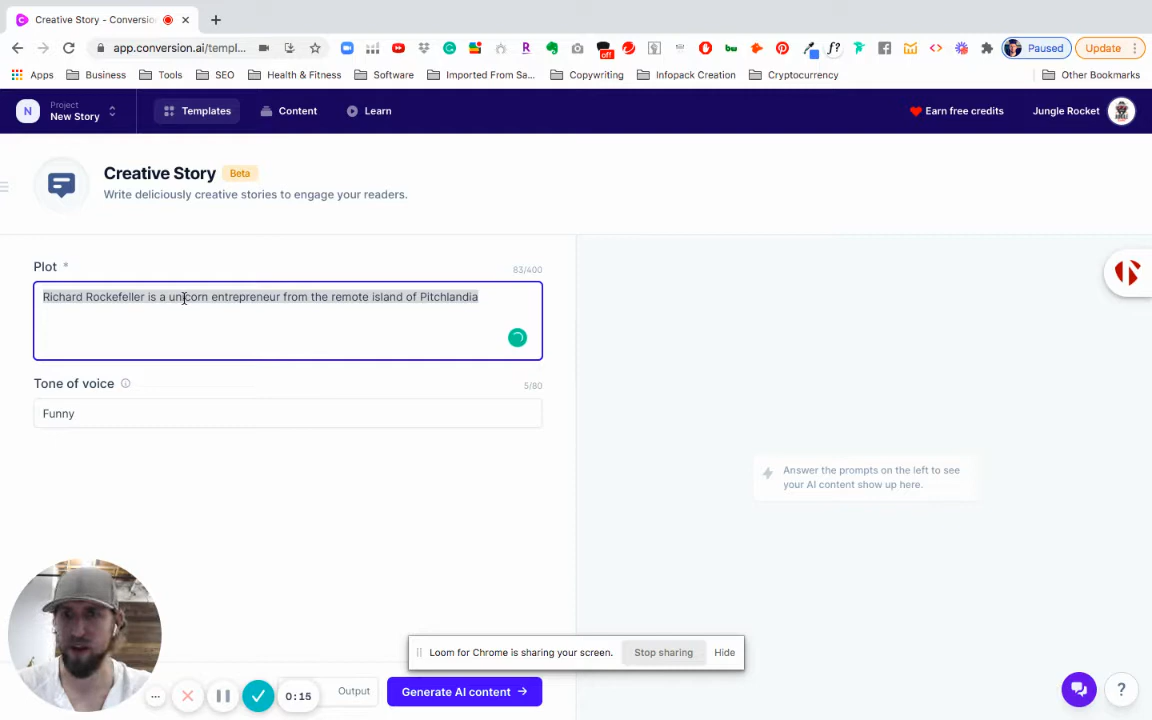 Creative Story - Conversio
app.conversion.ai/templ...
off
bw
f?
Paused
Update
Apps
Business
Tools
SEO
Health & Fitness
Software
Imported From Sa...
Copywriting
Infopack Creation
Cryptocurrency
Other Bookmarks
N
Project
New Story
Templates
Content
Learn
Earn free credits
Jungle Rocket
Creative Story
Beta
Write deliciously creative stories to engage your readers.
Plot *
83/400
Richard Rockefeller is a unicorn entrepreneur from the remote island of Pitchlandia
Tone of voice
5/80
Funny
Answer the prompts on the left to see
your AI content show up here.
Loom for Chrome is sharing your screen.
Stop sharing
Hide
0:15
Output
Generate AI content →
?